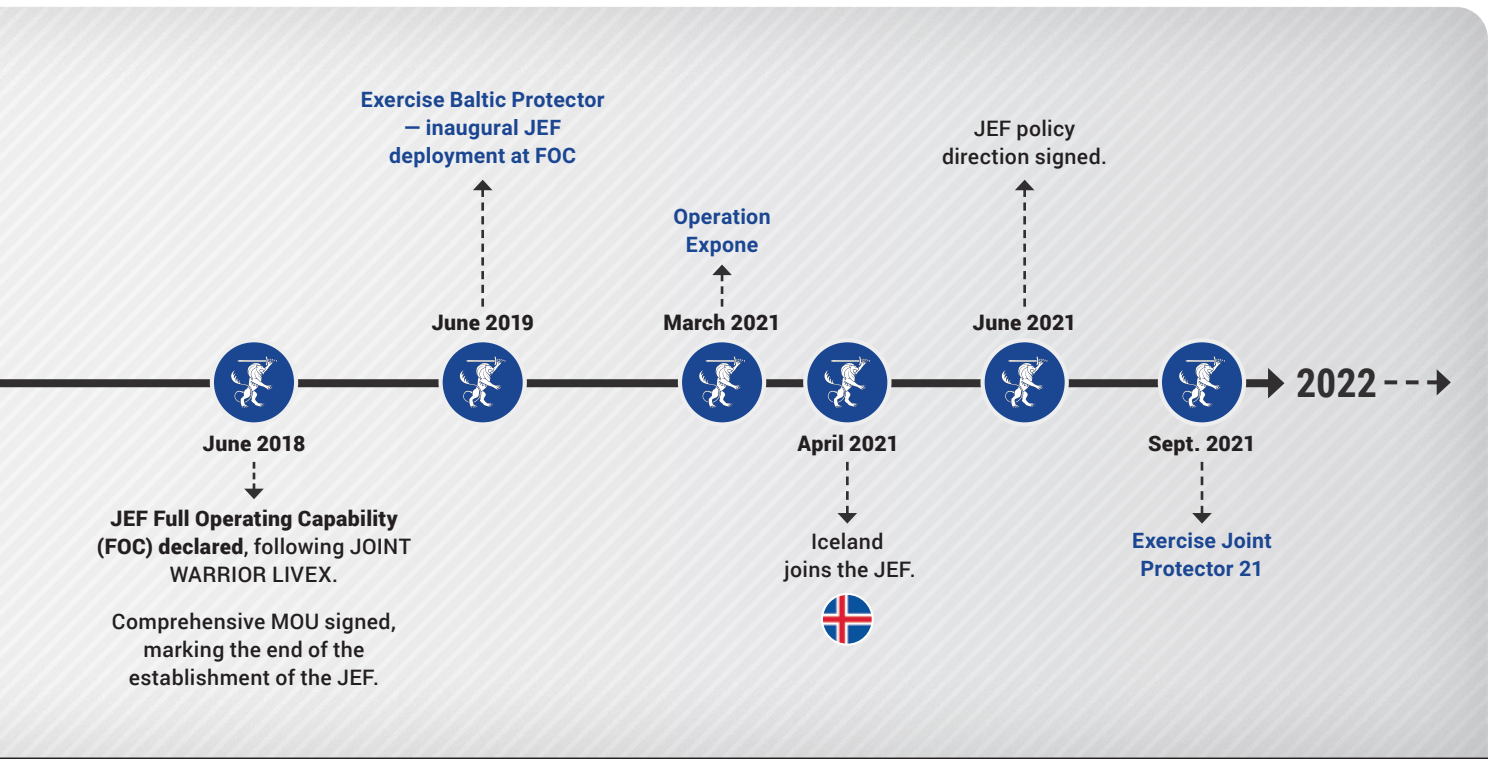 Exercise Baltic Protector
— inaugural JEF
deployment at FOC
JEF policy
direction signed.
Operation
Expone
June 2019
March 2021
June 2021
2022
June 2018
April 2021
Sept. 2021
JEF Full Operating Capability
(FOC) declared, following JOINT
WARRIOR LIVEX.
Comprehensive MOU signed,
marking the end of the
establishment of the JEF.
Iceland
joins the JEF.
Exercise Joint
Protector 21